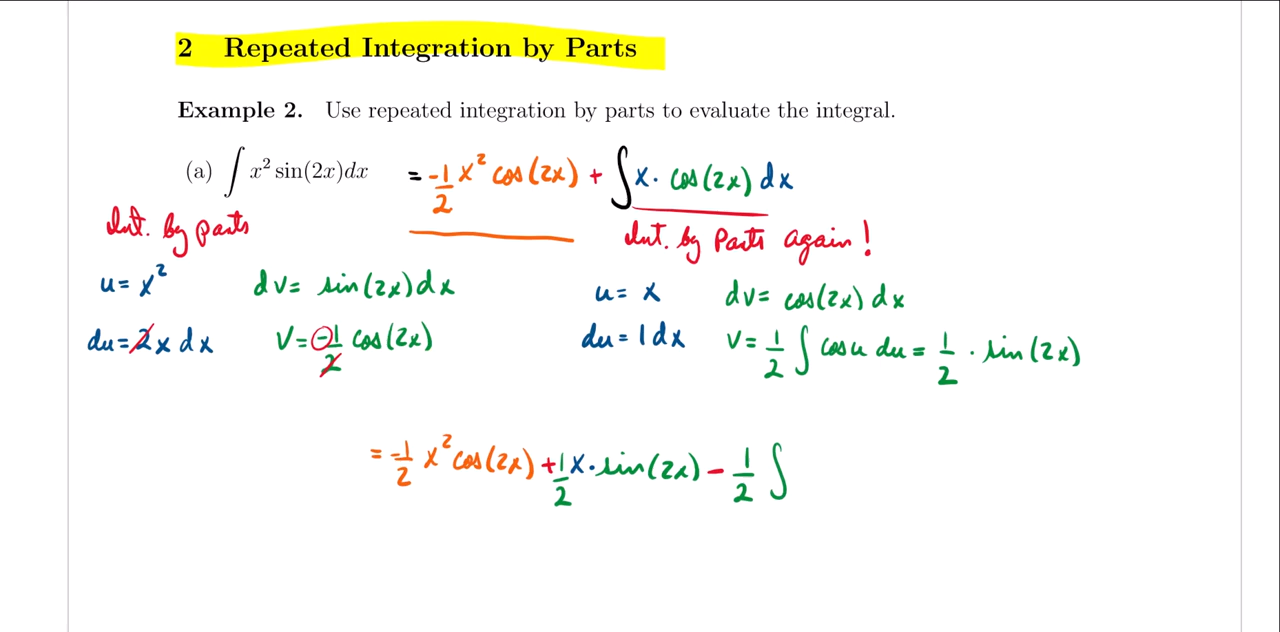 2 Repeated Integration by Parts
Example 2. Use repeated integration by parts to evaluate the integral.
(a) ∫ x² sin(2x)dx = -1/2 x² cos(2x) + ∫ x · cos(2x) dx
Int. by parts
Int. by Parts again!
u = x² dv = sin(2x) dx
u = x dv = cos(2x) dx
du = 2x dx v = -1/2 cos(2x)
du = 1dx v = 1/2 ∫ cos u du = 1/2 · sin(2x)
= -1/2 x² cos(2x) + 1/2 x · sin(2x) - 1/2 ∫